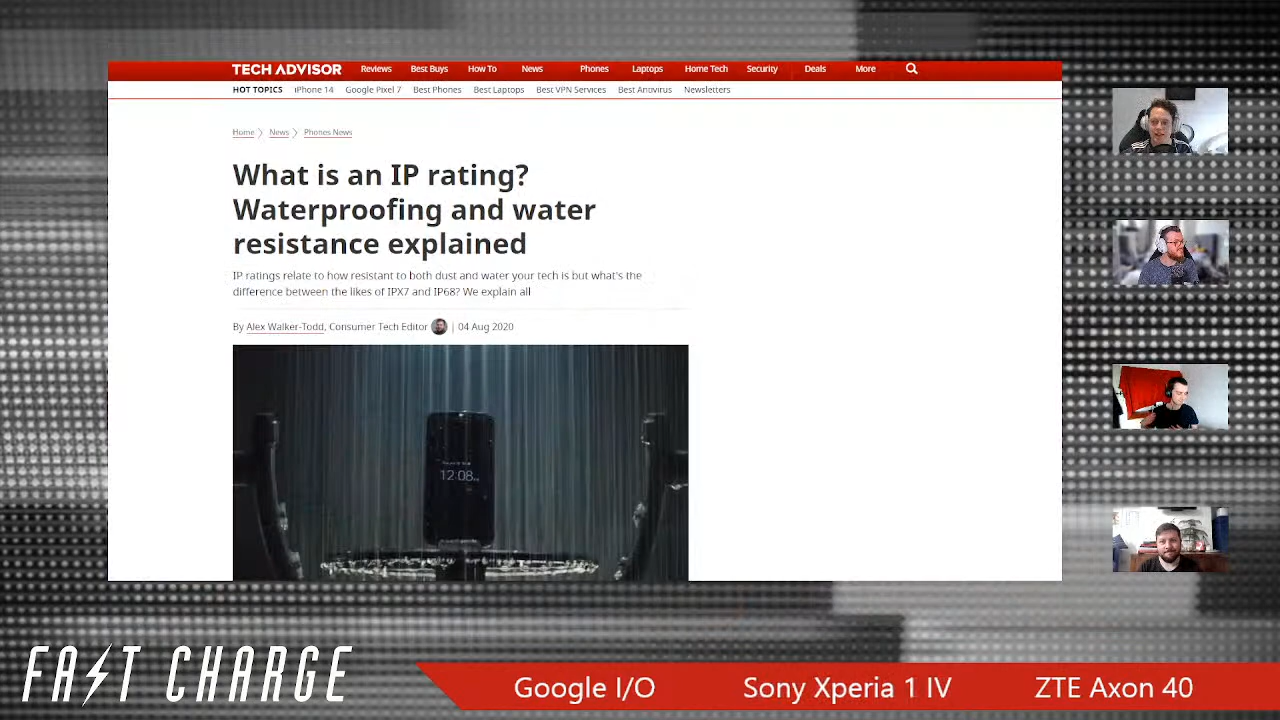 TECH ADVISOR Reviews Best Buys How To News Phones Laptops Home Tech Security Deals More
HOT TOPICS iPhone 14 Google Pixel 7 Best Phones Best Laptops Best VPN Services Best Antivirus Newsletters
Home News Phones News
What is an IP rating?
Waterproofing and water
resistance explained
IP ratings relate to how resistant to both dust and water your tech is but what's the
difference between the likes of IPX7 and IP68? We explain all
By Alex Walker-Todd, Consumer Tech Editor | 04 Aug 2020
12:08
FAST CHARGE
Google I/O Sony Xperia 1 IV ZTE Axon 40